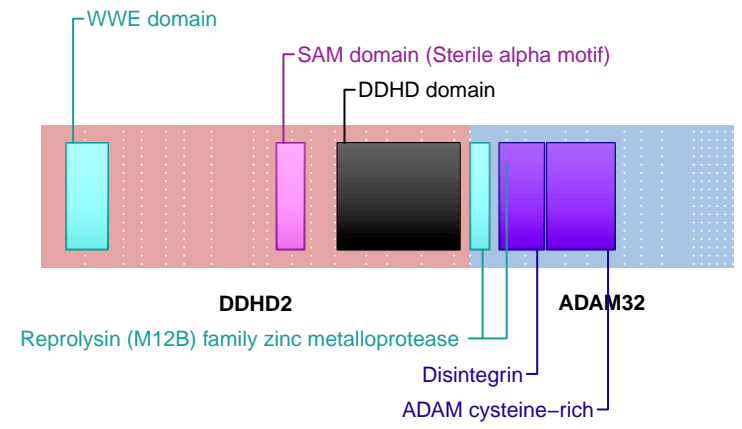 WWE domain
SAM domain (Sterile alpha motif)
DDHD domain
DDHD2 ADAM32
Reprolysin (M12B) family zinc metalloprotease
Disintegrin
ADAM cysteine−rich